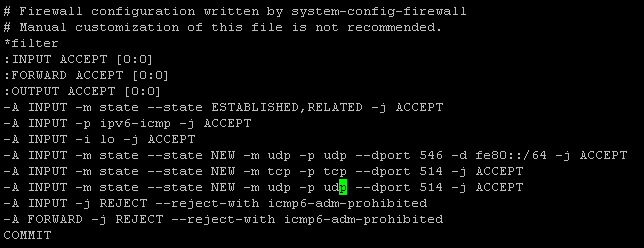 # Firewall configuration written by system-config-firewall
# Manual customization of this file is not recommended.
*filter
:INPUT ACCEPT [0:0]
:FORWARD ACCEPT [0:0]
:OUTPUT ACCEPT [0:0]
-A INPUT -m state --state ESTABLISHED,RELATED -j ACCEPT
-A INPUT -p ipv6-icmp -j ACCEPT
-A INPUT -i lo -j ACCEPT
-A INPUT -m state --state NEW -m udp -p udp --dport 546 -d fe80::/64 -j ACCEPT
-A INPUT -m state --state NEW -m tcp -p tcp --dport 514 -j ACCEPT
-A INPUT -m state --state NEW -m udp -p udp --dport 514 -j ACCEPT
-A INPUT -j REJECT --reject-with icmp6-adm-prohibited
-A FORWARD -j REJECT --reject-with icmp6-adm-prohibited
COMMIT